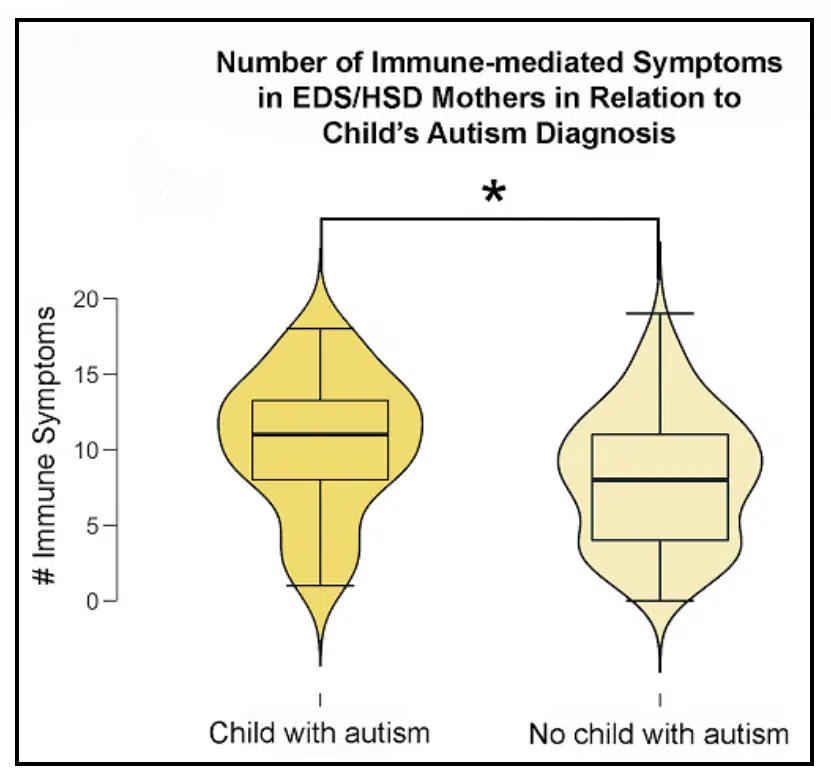 Number of Immune-mediated Symptoms
in EDS/HSD Mothers in Relation to
Child's Autism Diagnosis
*
# Immune Symptoms
20
15
10
5
0
Child with autism
No child with autism